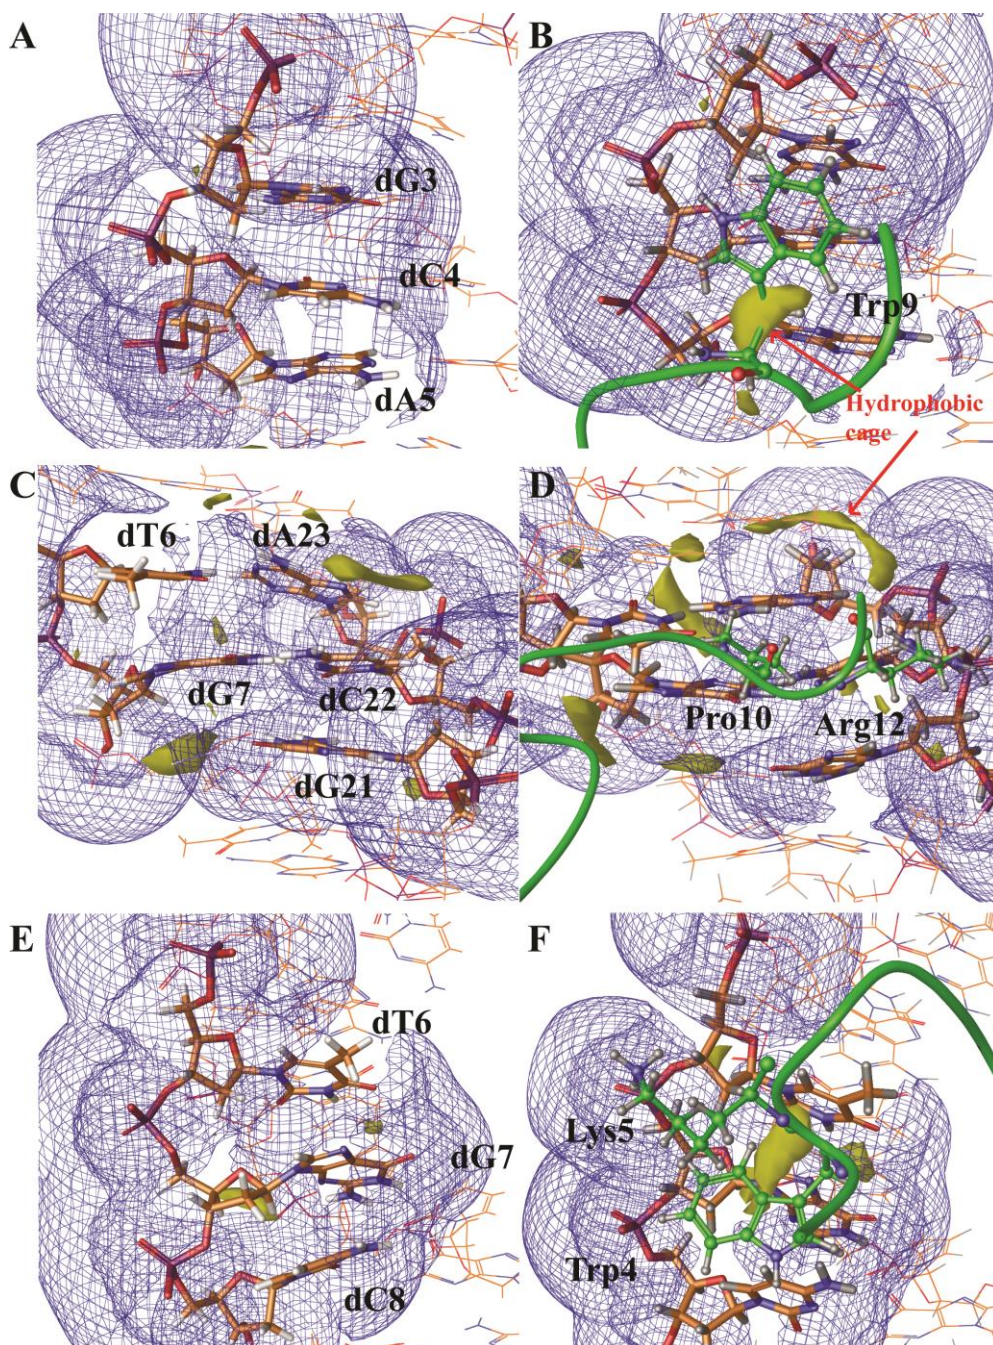 A
dG3
dC4
dA5
B
Trp9
Hydrophobic
cage
C
dT6
dA23
dG7
dC22
dG21
D
Pro10
Arg12
E
dT6
dG7
dC8
F
Lys5
Trp4